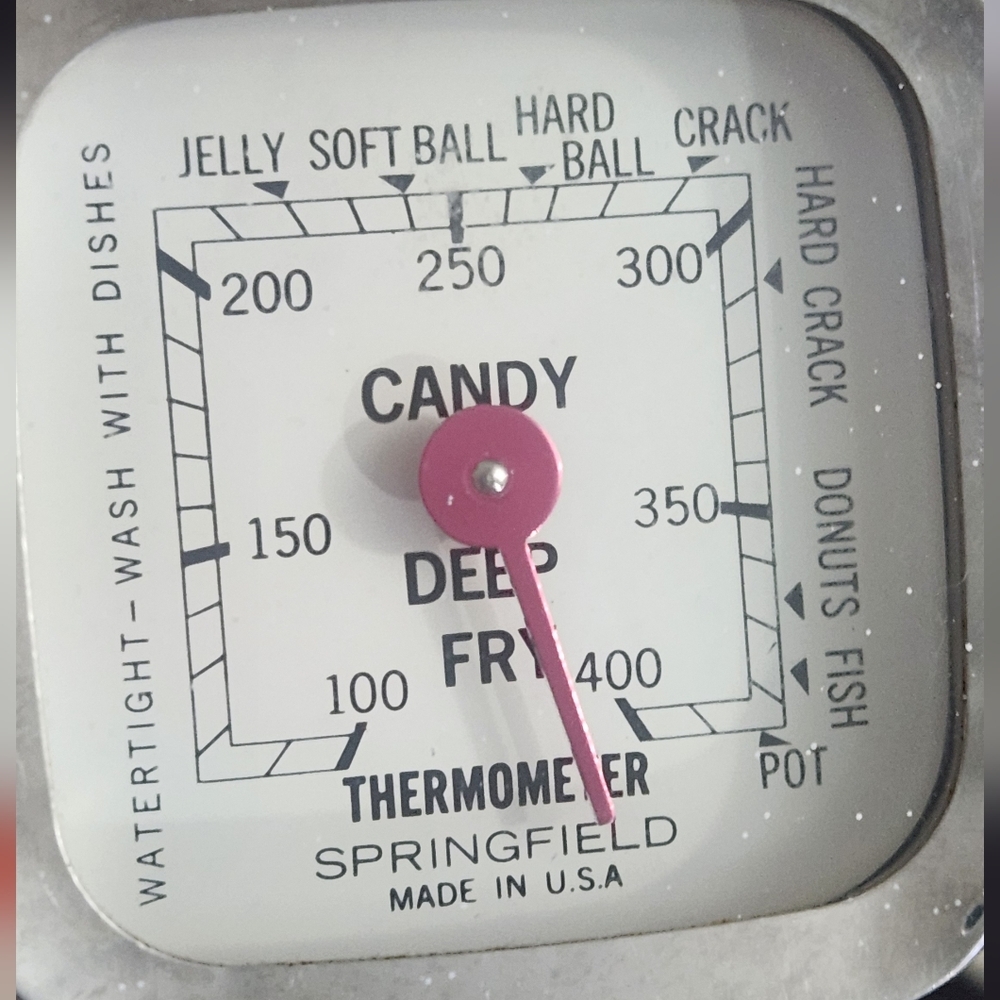 JELLY SOFT BALL HARD BALL CRACK
HARD CRACK DONUTS FISH
POT
WATERTIGHT-WASH WITH DISHES
200 250 300
CANDY
150 350
DEEP
FRY
100 400
THERMOMETER
SPRINGFIELD
MADE IN U.S.A